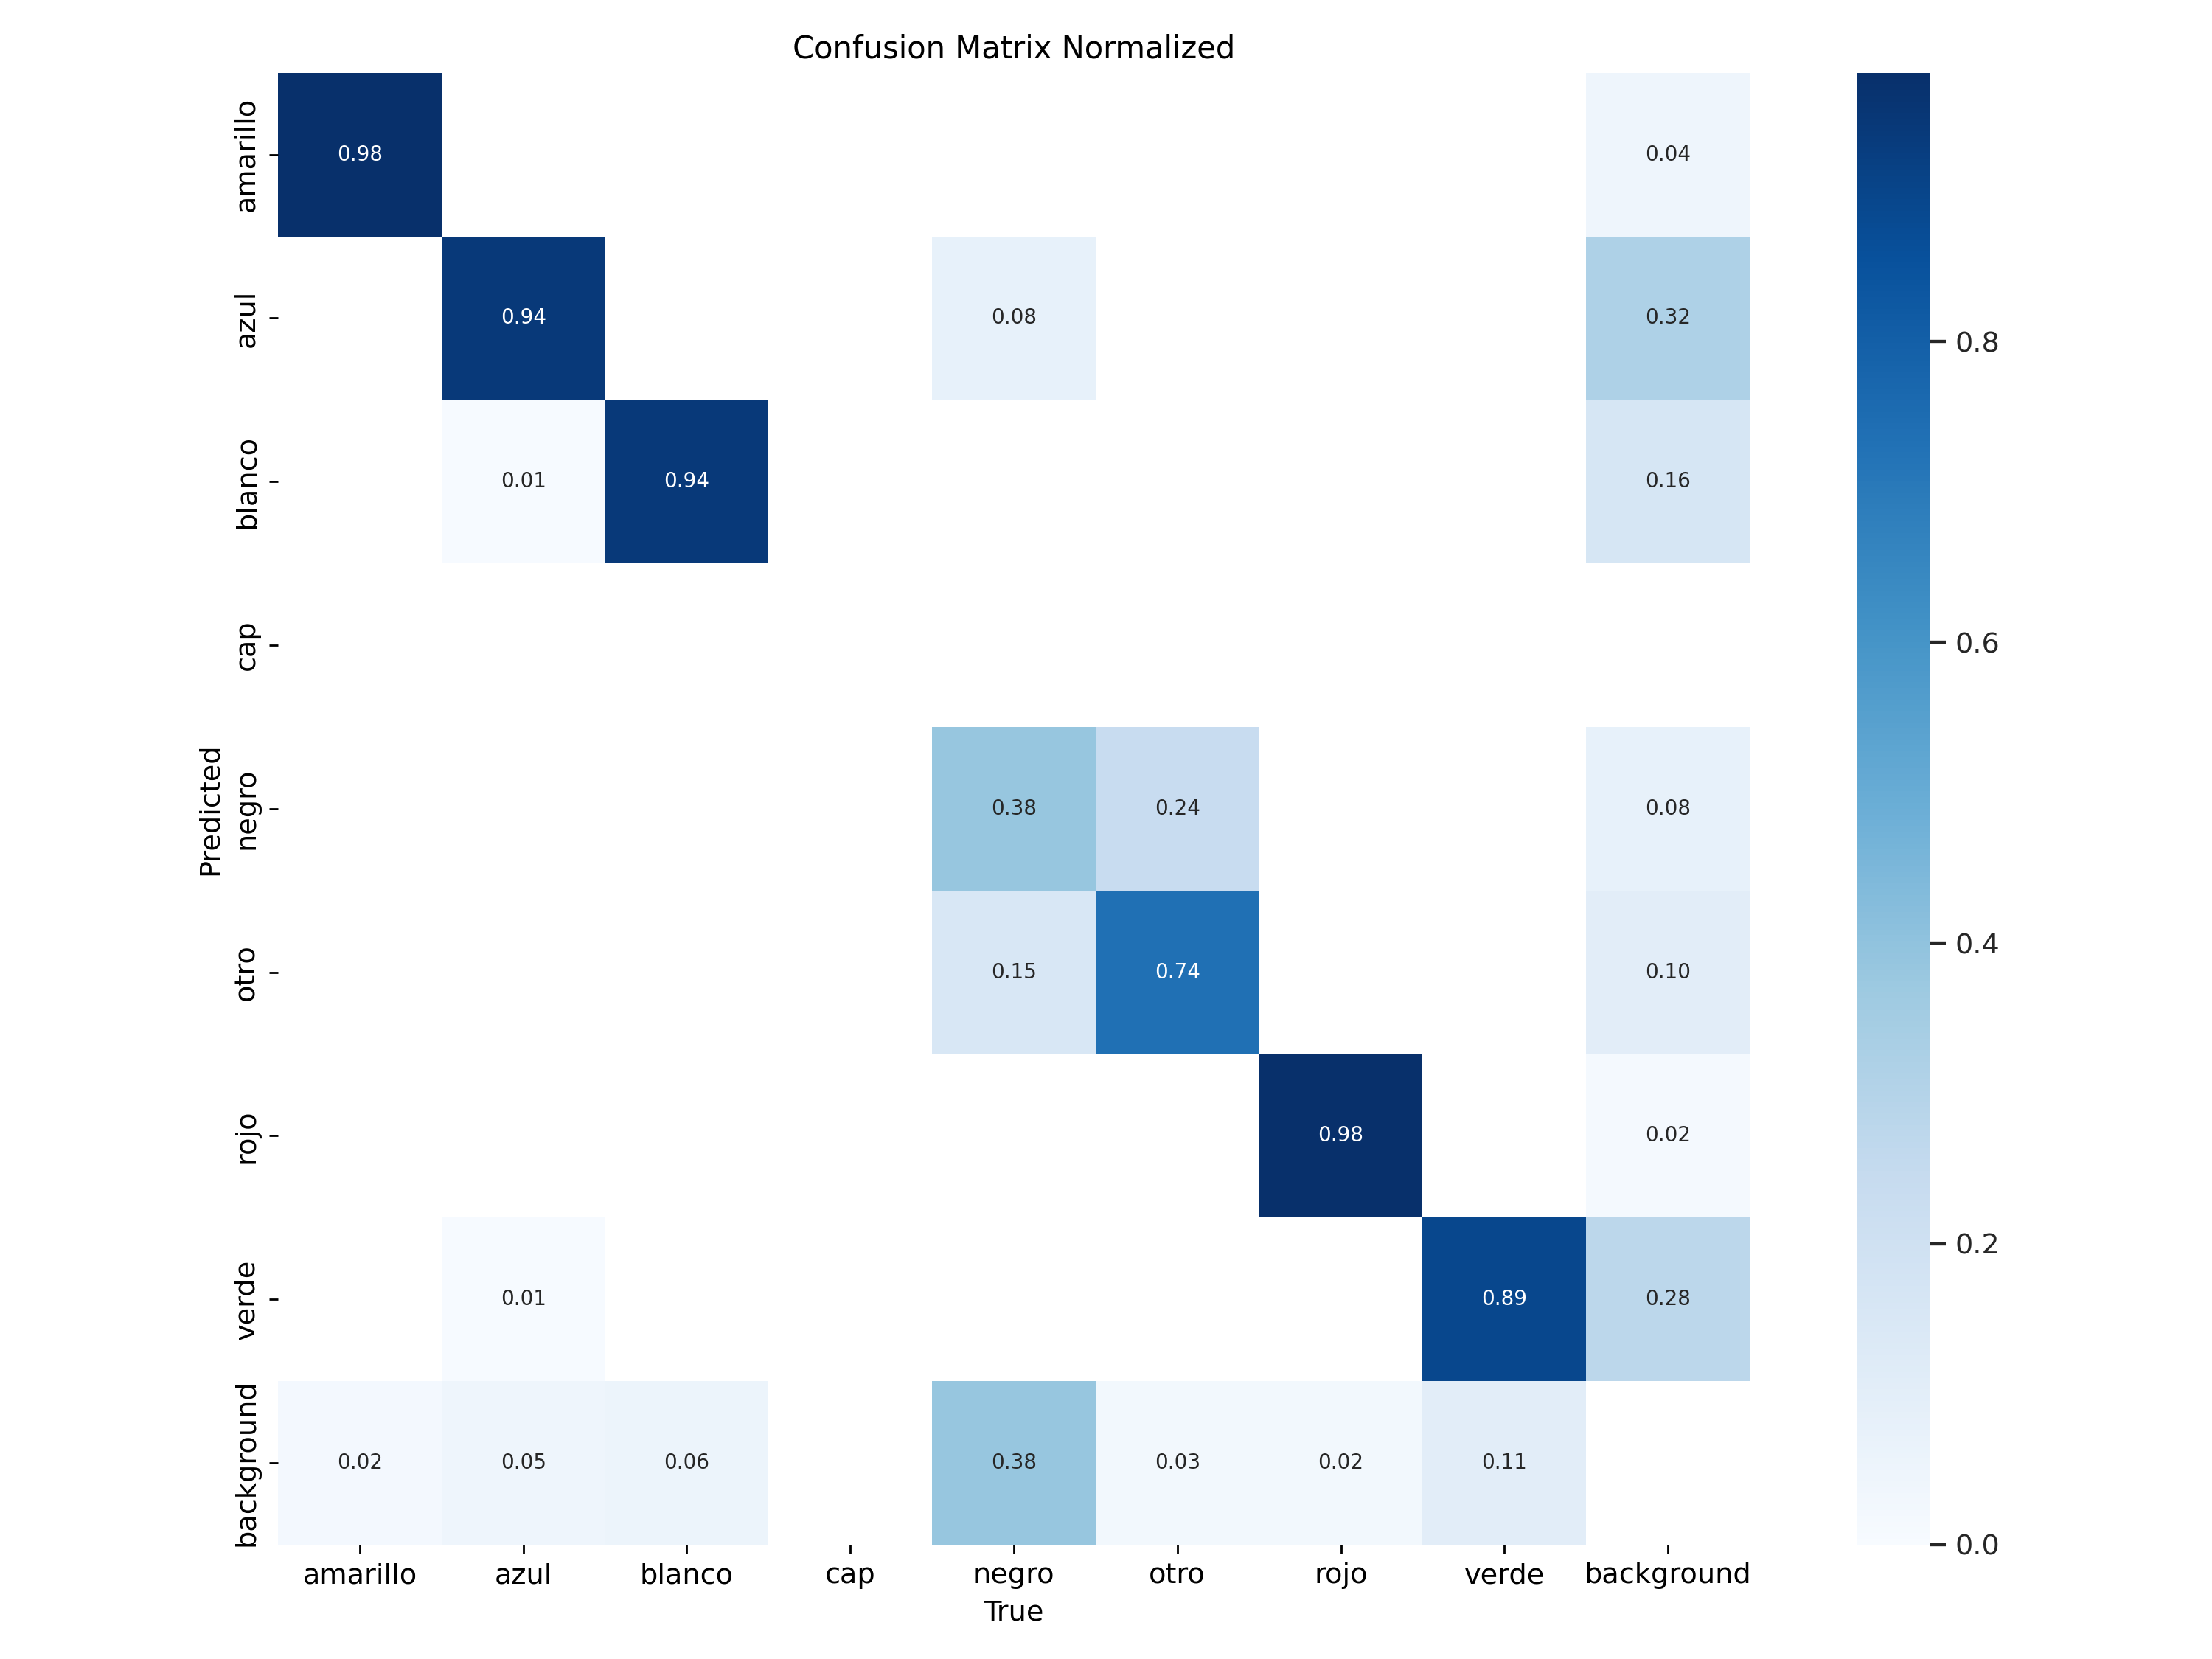 Confusion Matrix Normalized
amarillo
0.98
0.04
azul
0.94
0.08
0.32
0.8
blanco
0.01
0.94
0.16
cap
0.6
Predicted
negro
0.38
0.24
0.08
0.4
otro
0.15
0.74
0.10
rojo
0.98
0.02
0.2
verde
0.01
0.89
0.28
background
0.02
0.05
0.06
0.38
0.03
0.02
0.11
0.0
amarillo azul blanco cap negro otro rojo verde background
True